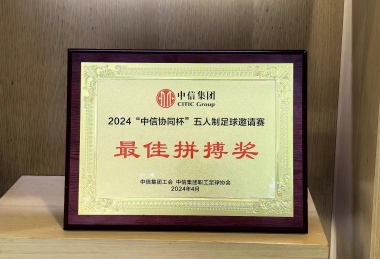 中信集团
CITIC Group
2024“中信协同杯”五人制足球邀请赛
最佳拼搏奖
中信集团工会 中信集团职工足球协会
2024年4月